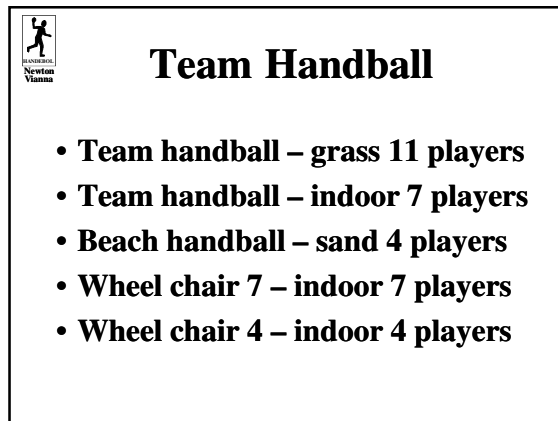 HANDEBOL
Newton
Vianna
Team Handball
• Team handball – grass 11 players
• Team handball – indoor 7 players
• Beach handball – sand 4 players
• Wheel chair 7 – indoor 7 players
• Wheel chair 4 – indoor 4 players